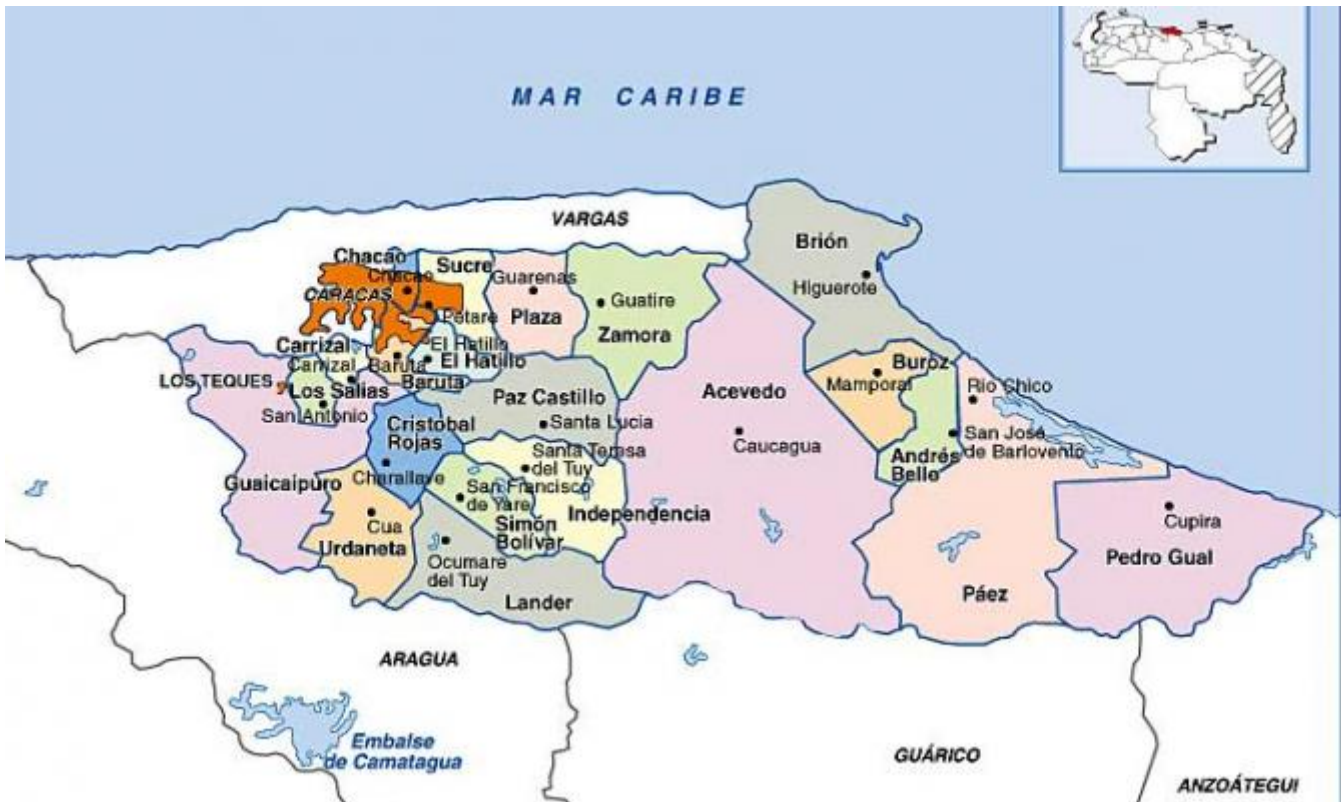 MAR CARIBE
VARGAS
Brión
Higuerote
Chacao
Chacao
Sucre
Guarenas
CARACAS
Guatire
Petare
Plaza
Zamora
El Hatillo
El Hatillo
Carrizal
Carrizal
Baruta
Baruta
Buroz
Mamporal
LOS TEQUES
Los Salias
San Antonio
Paz Castillo
Acevedo
Rio Chico
Cristóbal
Rojas
Santa Lucia
Caucagua
San José
de Barlovento
Andrés
Bello
Santa Teresa
del Tuy
Charallave
Guaicaipuro
San Francisco
de Yare
Independencia
Simón
Bolívar
Cua
Urdaneta
Cupira
Ocumare
del Tuy
Pedro Gual
Lander
Páez
ARAGUA
Embalse
de Camatagua
GUÁRICO
ANZOÁTEGUI